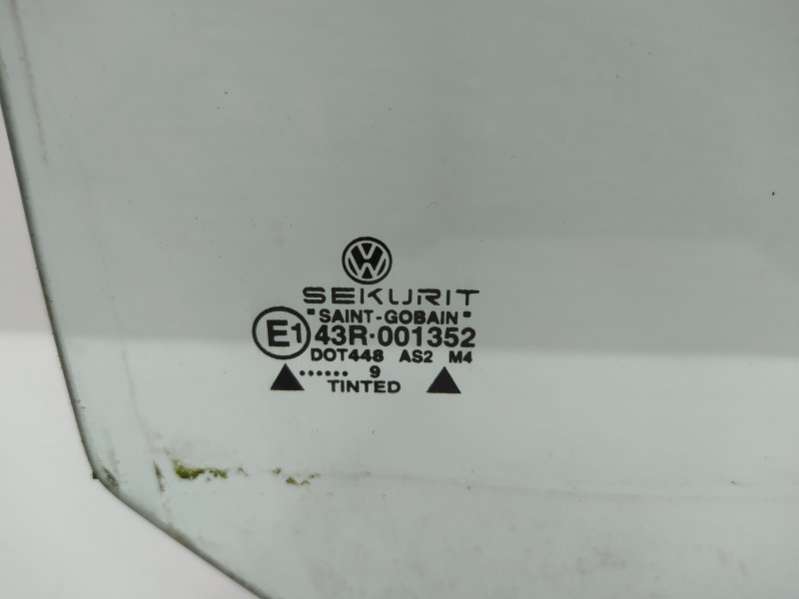 SEKURIT
"SAINT-GOBAIN"
E1 43R-001352
DOT448 AS2 M4
...... 9
TINTED